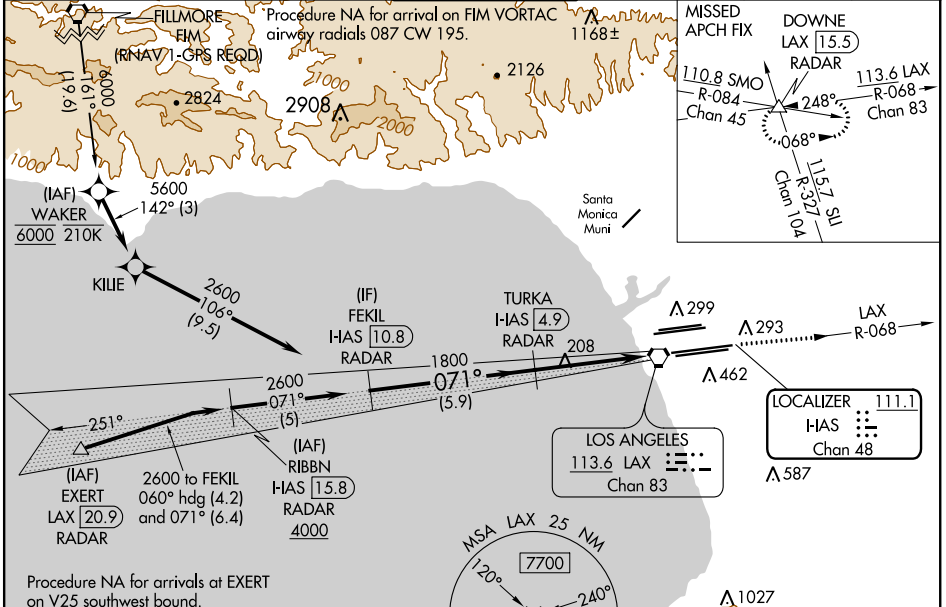 FILLMORE
FIM
(RNAV 1-GPS REQD)
Procedure NA for arrival on FIM VORTAC
airway radials 087 CW 195.
1168±
2126
1000
2824
2908
2000
1000
6000
161°
(19.6)
MISSED
APCH FIX
DOWNE
LAX 15.5
RADAR
110.8 SMO
R-084
Chan 45
113.6 LAX
R-068
Chan 83
248°
068°
115.7 SLI
R-327
Chan 104
(IAF)
WAKER
6000 210K
5600
142° (3)
KILIE
2600
106°
(9.5)
Santa
Monica
Muni
(IF)
FEKIL
I-IAS 10.8
RADAR
TURKA
I-IAS 4.9
RADAR
208
299
293
462
LAX
R-068
1800
071°
(5.9)
2600
071°
(5)
251°
(IAF)
EXERT
LAX 20.9
RADAR
2600 to FEKIL
060° hdg (4.2)
and 071° (6.4)
(IAF)
RIBBN
I-IAS 15.8
RADAR
4000
LOS ANGELES
113.6 LAX
Chan 83
LOCALIZER 111.1
I-IAS
Chan 48
587
MSA LAX 25 NM
7700
120°
240°
1027
Procedure NA for arrivals at EXERT
on V25 southwest bound.